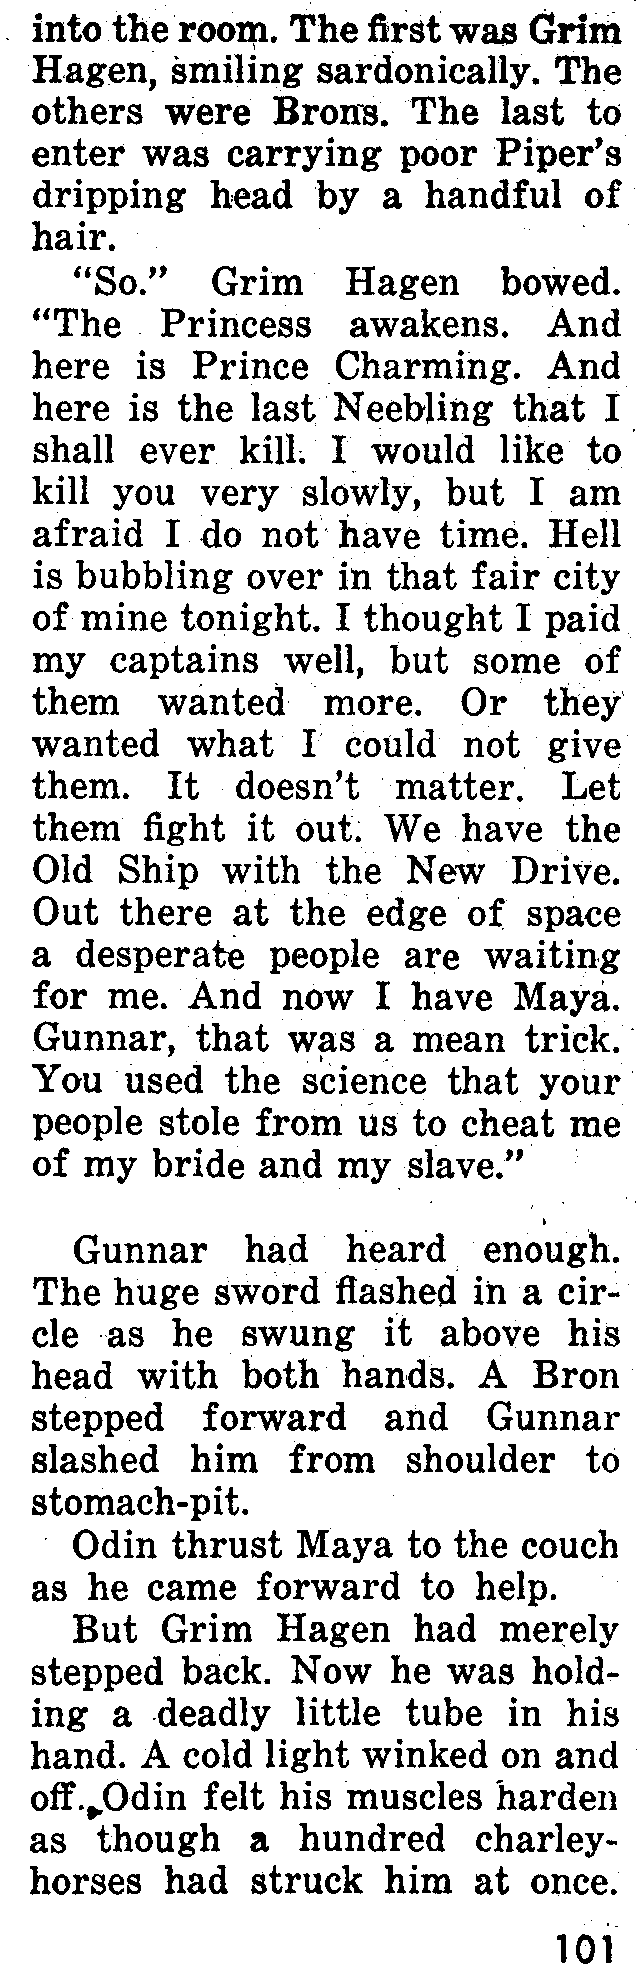 into the room. The first was Grim
Hagen, smiling sardonically. The
others were Brons. The last to
enter was carrying poor Piper's
dripping head by a handful of
hair.
"So." Grim Hagen bowed.
"The Princess awakens. And
here is Prince Charming. And
here is the last Neebling that I
shall ever kill. I would like to
kill you very slowly, but I am
afraid I do not have time. Hell
is bubbling over in that fair city
of mine tonight. I thought I paid
my captains well, but some of
them wanted more. Or they
wanted what I could not give
them. It doesn't matter. Let
them fight it out. We have the
Old Ship with the New Drive.
Out there at the edge of space
a desperate people are waiting
for me. And now I have Maya.
Gunnar, that was a mean trick.
You used the science that your
people stole from us to cheat me
of my bride and my slave."
Gunnar had heard enough.
The huge sword flashed in a cir-
cle as he swung it above his
head with both hands. A Bron
stepped forward and Gunnar
slashed him from shoulder to
stomach-pit.
Odin thrust Maya to the couch
as he came forward to help.
But Grim Hagen had merely
stepped back. Now he was hold-
ing a deadly little tube in his
hand. A cold light winked on and
off. Odin felt his muscles harden
as though a hundred charley-
horses had struck him at once.
101